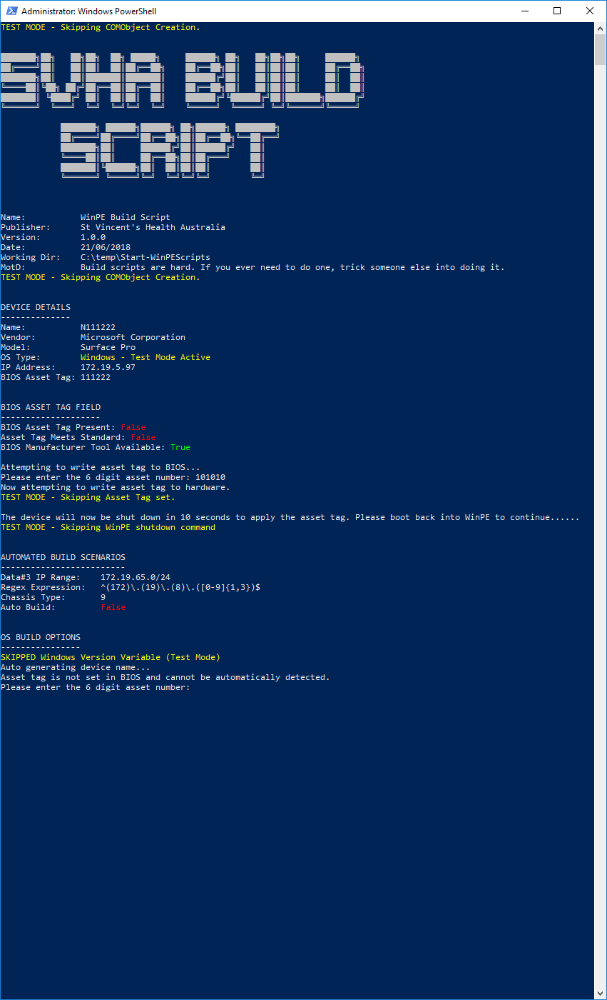 Administrator: Windows PowerShell
TEST MODE - Skipping COMObject Creation.
SVHA BUILD
SCRIPT
Name: WinPE Build Script
Publisher: St Vincent's Health Australia
Version: 1.0.0
Date: 21/06/2018
Working Dir: C:\temp\Start-WinPEScripts
MotD: Build scripts are hard. If you ever need to do one, trick someone else into doing it.
TEST MODE - Skipping COMObject Creation.
DEVICE DETAILS
--------------
Name: N111222
Vendor: Microsoft Corporation
Model: Surface Pro
OS Type: Windows - Test Mode Active
IP Address: 172.19.5.97
BIOS Asset Tag: 111222
BIOS ASSET TAG FIELD
--------------------
BIOS Asset Tag Present: False
Asset Tag Meets Standard: False
BIOS Manufacturer Tool Available: True
Attempting to write asset tag to BIOS...
Please enter the 6 digit asset number: 101010
Now attempting to write asset tag to hardware.
TEST MODE - Skipping Asset Tag set.
The device will now be shut down in 10 seconds to apply the asset tag. Please boot back into WinPE to continue......
TEST MODE - Skipping WinPE shutdown command
AUTOMATED BUILD SCENARIOS
-------------------------
Data#3 IP Range: 172.19.65.0/24
Regex Expression: ^(172)\.(19)\.(8)\.([0-9]{1,3})$
Chassis Type: 9
Auto Build: False
OS BUILD OPTIONS
----------------
SKIPPED Windows Version Variable (Test Mode)
Auto generating device name...
Asset tag is not set in BIOS and cannot be automatically detected.
Please enter the 6 digit asset number: